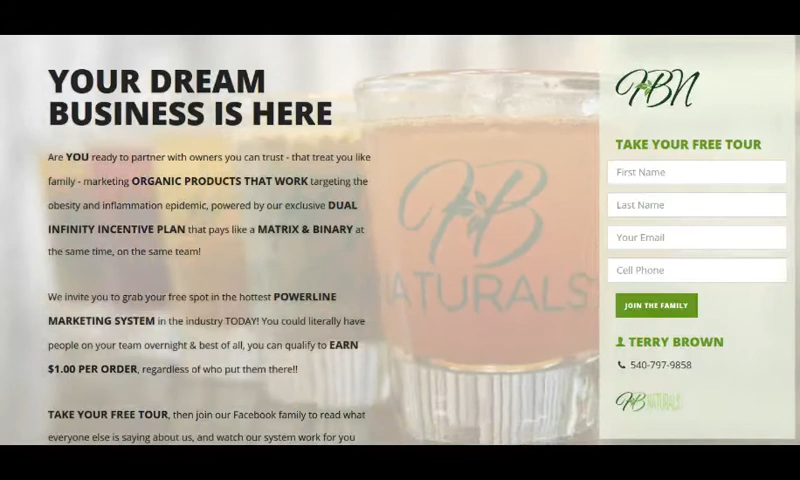 YOUR DREAM
BUSINESS IS HERE
Are YOU ready to partner with owners you can trust - that treat you like
family - marketing ORGANIC PRODUCTS THAT WORK targeting the
obesity and inflammation epidemic, powered by our exclusive DUAL
INFINITY INCENTIVE PLAN that pays like a MATRIX & BINARY at
the same time, on the same team!
We invite you to grab your free spot in the hottest POWERLINE
MARKETING SYSTEM in the industry TODAY! You could literally have
people on your team overnight & best of all, you can qualify to EARN
$1.00 PER ORDER, regardless of who put them there!!
TAKE YOUR FREE TOUR, then join our Facebook family to read what
everyone else is saying about us, and watch our system work for you
HB
NATURALS
HBN
TAKE YOUR FREE TOUR
First Name
Last Name
Your Email
Cell Phone
JOIN THE FAMILY
TERRY BROWN
540-797-9858
HB NATURALS